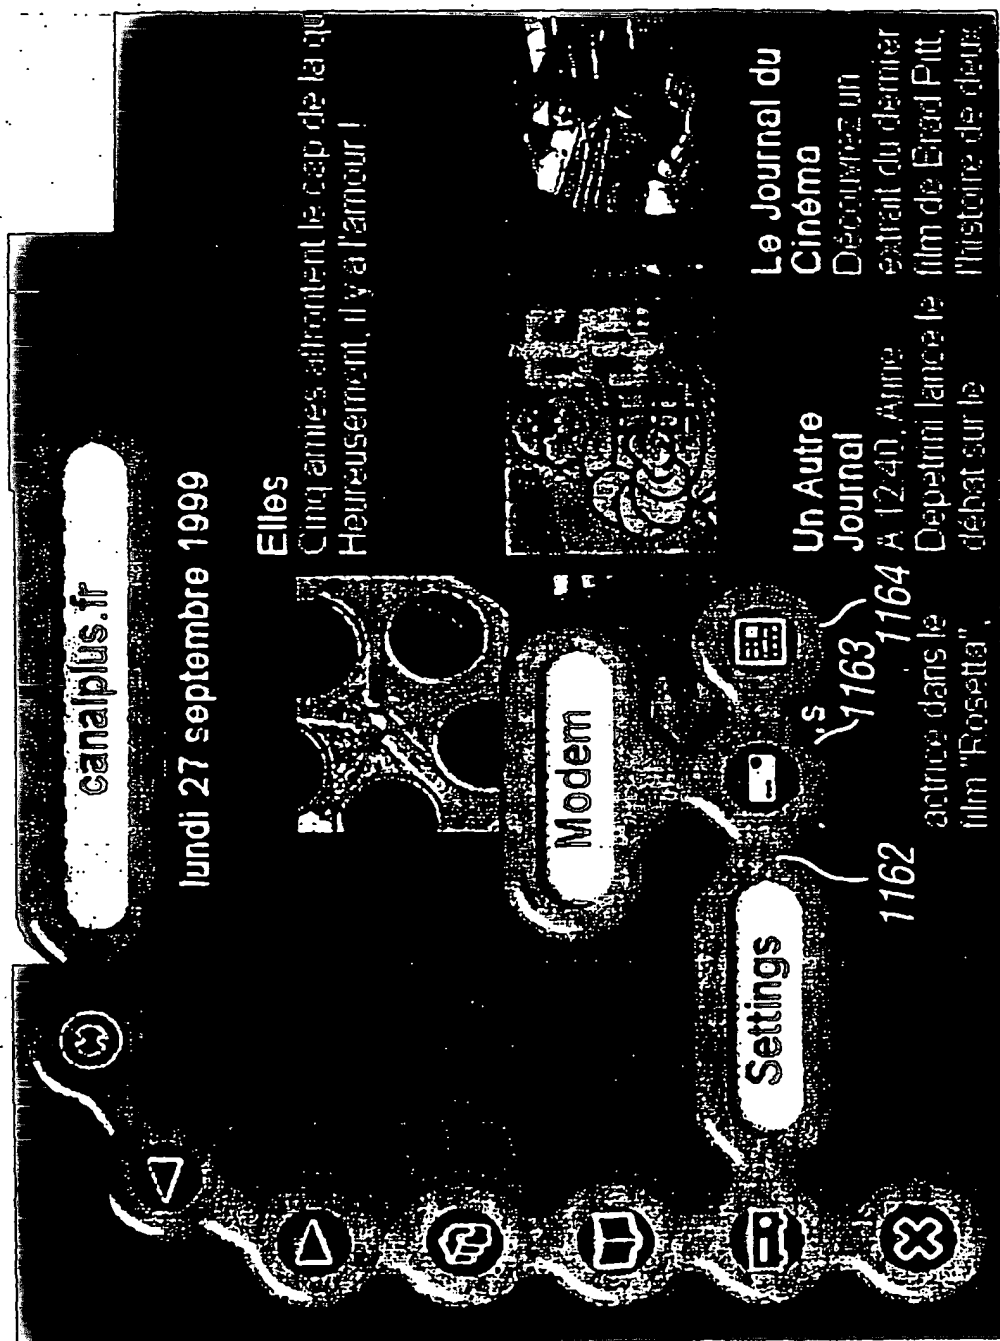 canalplus.fr
lundi 27 septembre 1999
Elles
Cinq amies affrontent le cap de la qu
Heureusement, il y a l'amour !
Modem
Settings
1162
1163
1164
.s
actrice dans le
film "Rosetta",
Un Autre
Journal
A 12:40, Anne
Depetrini lance le
débat sur le
Le Journal du
Cinéma
Découvrez un
extrait du dernier
film de Brad Pitt,
l'histoire de deux